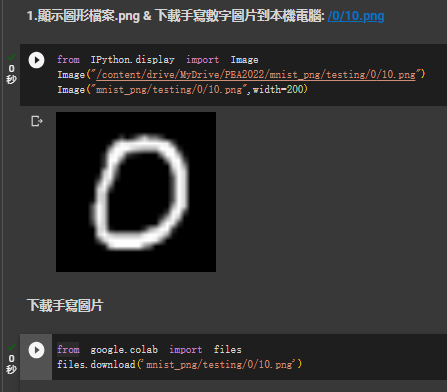 1.顯示圖形檔案.png & 下載手寫數字圖片到本機電腦: /0/10.png
0
秒
from IPython.display import Image
Image("/content/drive/MyDrive/PBA2022/mnist_png/testing/0/10.png")
Image("mnist_png/testing/0/10.png",width=200)
0
下載手寫圖片
0
秒
from google.colab import files
files.download('mnist_png/testing/0/10.png')